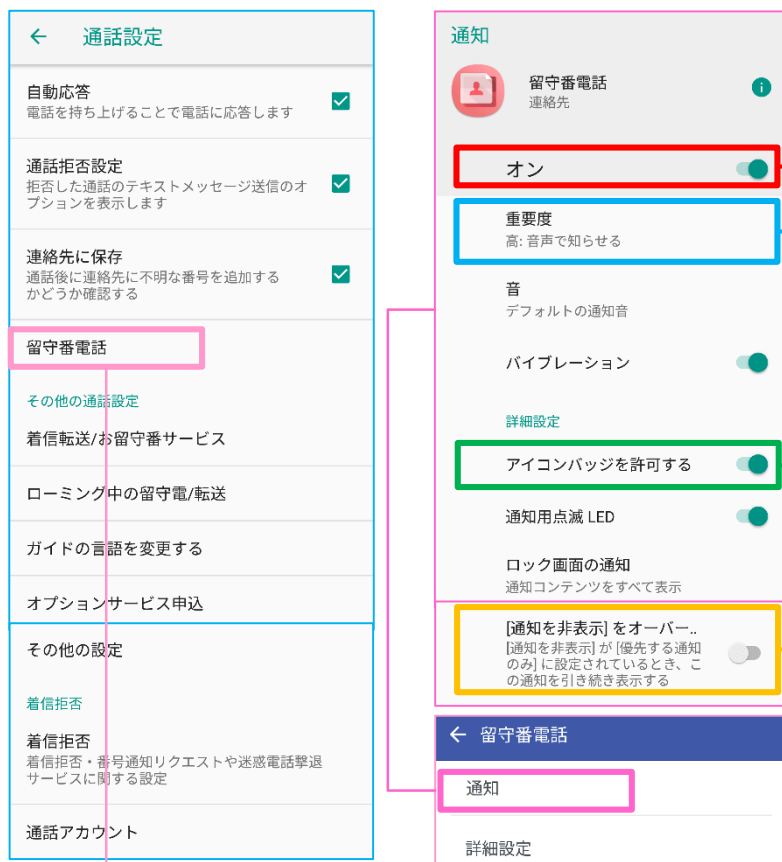 通話設定
自動応答
電話を持ち上げることで電話に応答します
通話拒否設定
拒否した通話のテキストメッセージ送信のオ
プションを表示します
連絡先に保存
通話後に連絡先に不明な番号を追加する
かどうか確認する
留守番電話
その他の通話設定
着信転送/お留守番サービス
ローミング中の留守電/転送
ガイドの言語を変更する
オプションサービス申込
その他の設定
着信拒否
着信拒否
着信拒否・番号通知リクエストや迷惑電話撃退
サービスに関する設定
通話アカウント
通知
留守番電話
連絡先
オン
重要度
高: 音声で知らせる
音
デフォルトの通知音
バイブレーション
詳細設定
アイコンバッジを許可する
通知用点滅 LED
ロック画面の通知
通知コンテンツをすべて表示
[通知を非表示] をオーバー..
[通知を非表示] が [優先する通知
のみ] に設定されているとき、こ
の通知を引き続き表示する
留守番電話
通知
詳細設定